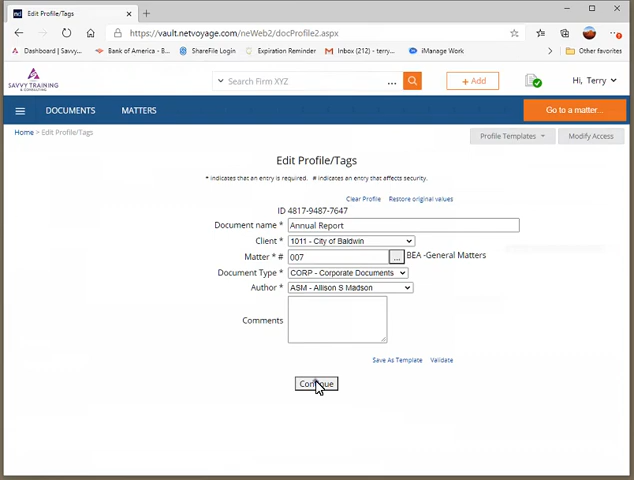 Edit Profile/Tags
https://vault.netvoyage.com/neWeb2/docProfile2.aspx
Dashboard | Savvy... Bank of America - B... ShareFile Login Expiration Reminder Inbox (212) - terry... iManage Work Other favorites
SAVVY TRAINING
& CONSULTING
Search Firm XYZ ... + Add Hi, Terry
DOCUMENTS MATTERS Go to a matter...
Home > Edit Profile/Tags Profile Templates Modify Access
Edit Profile/Tags
* indicates that an entry is required. # indicates an entry that affects security.
Clear Profile Restore original values
ID 4817-9487-7647
Document name * Annual Report
Client * 1011 - City of Baldwin
Matter * # 007 ... BEA -General Matters
Document Type * CORP - Corporate Documents
Author * ASM - Allison S Madson
Comments
Save As Template Validate
Continue